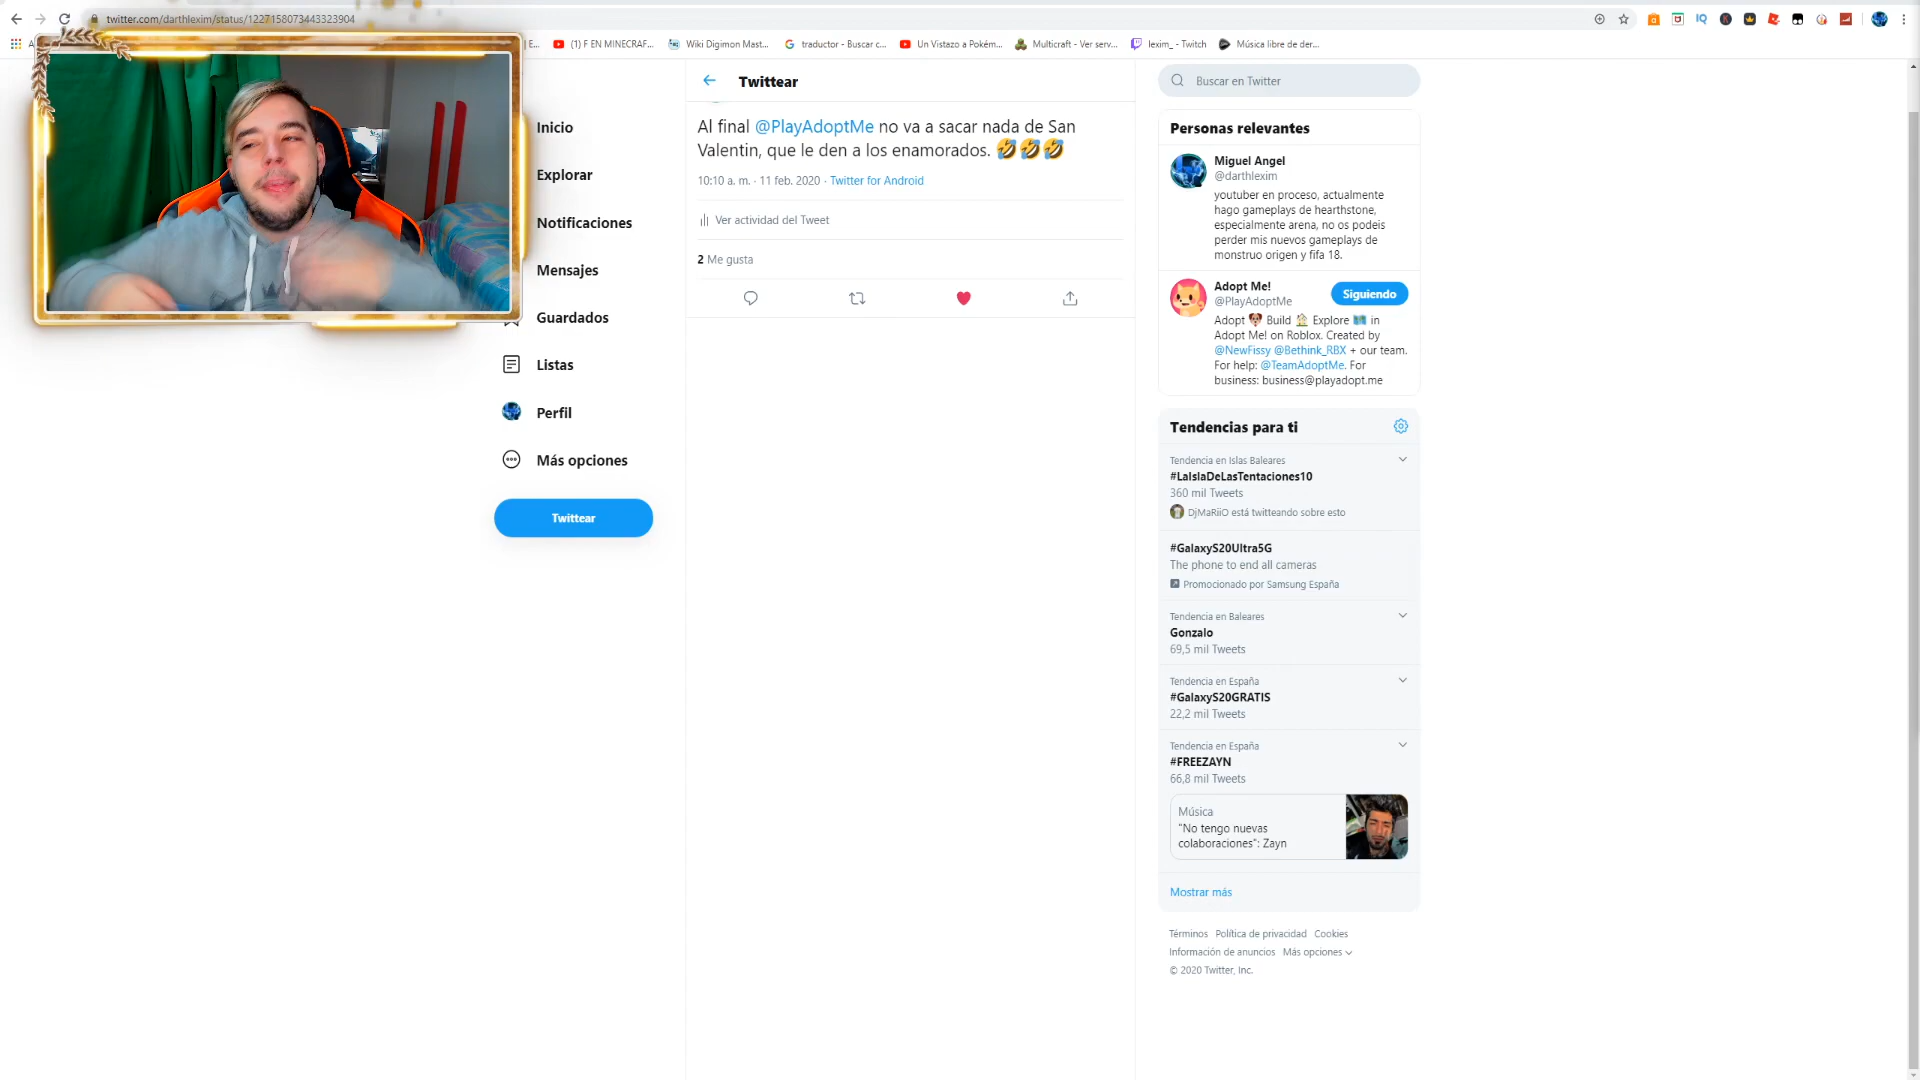 twitter.com/darthlexim/status/1227158073443323904
E...
(1) F EN MINECRAF...
Wiki Digimon Mast...
traductor - Buscar c...
Un Vistazo a Pokém...
Multicraft - Ver serv...
lexim_ - Twitch
Música libre de der...
Inicio
Explorar
Notificaciones
Mensajes
Guardados
Listas
Perfil
Más opciones
Twittear
Twittear
Al final @PlayAdoptMe no va a sacar nada de San
Valentin, que le den a los enamorados. 🤣🤣🤣
10:10 a. m. · 11 feb. 2020 · Twitter for Android
Ver actividad del Tweet
2 Me gusta
Buscar en Twitter
Personas relevantes
Miguel Angel
@darthlexim
youtuber en proceso, actualmente
hago gameplays de hearthstone,
especialmente arena, no os podeis
perder mis nuevos gameplays de
monstruo origen y fifa 18.
Adopt Me!
@PlayAdoptMe
Siguiendo
Adopt 🐶 Build 🏠 Explore 🗺️ in
Adopt Me! on Roblox. Created by
@NewFissy @Bethink_RBX + our team.
For help: @TeamAdoptMe. For
business: business@playadopt.me
Tendencias para ti
Tendencia en Islas Baleares
#LaIslaDeLasTentaciones10
360 mil Tweets
DjMaRiiO está twitteando sobre esto
#GalaxyS20Ultra5G
The phone to end all cameras
Promocionado por Samsung España
Tendencia en Baleares
Gonzalo
69,5 mil Tweets
Tendencia en España
#GalaxyS20GRATIS
22,2 mil Tweets
Tendencia en España
#FREEZAYN
66,8 mil Tweets
Música
"No tengo nuevas
colaboraciones": Zayn
Mostrar más
Términos Política de privacidad Cookies
Información de anuncios Más opciones
© 2020 Twitter, Inc.